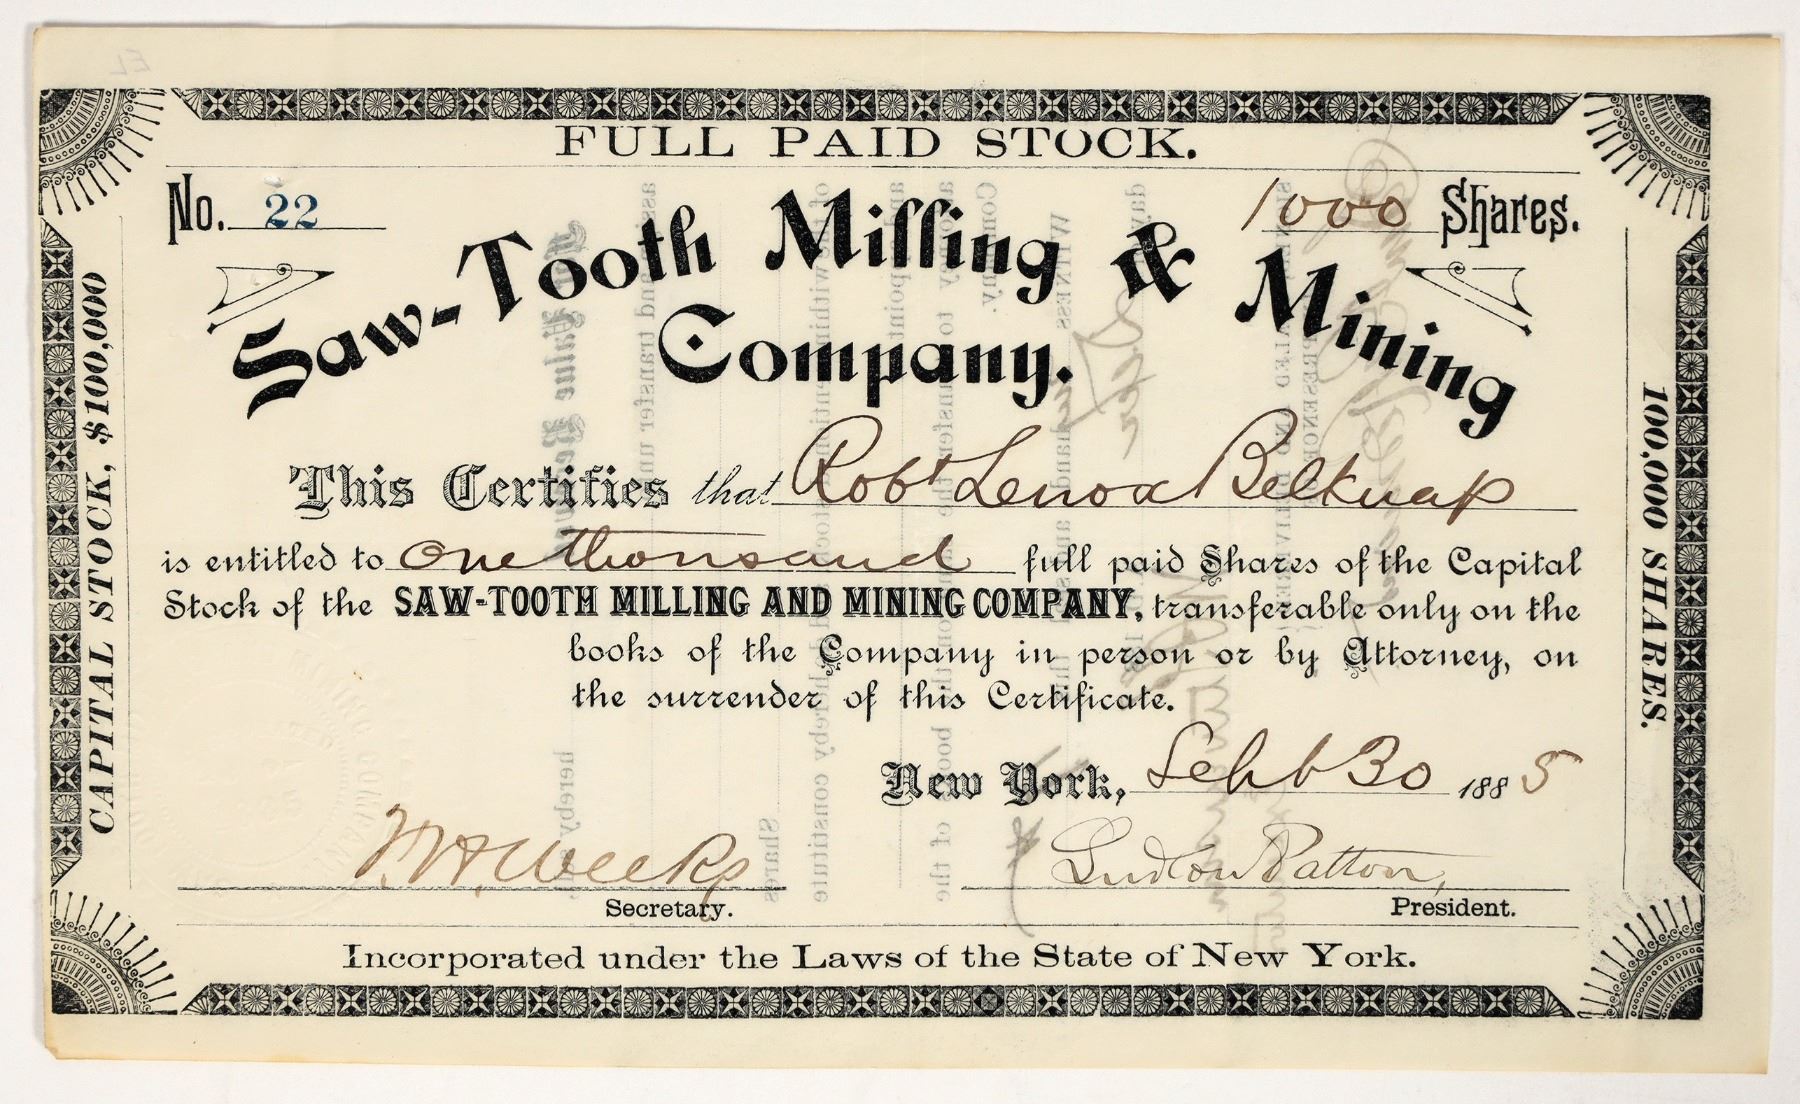 FULL PAID STOCK.
No. 22
1000 Shares.
Saw-Tooth Milling & Mining
Company.
This Certifies that Robt Lenox Belknap
is entitled to one thousand full paid Shares of the Capital
Stock of the SAW-TOOTH MILLING AND MINING COMPANY, transferable only on the
books of the Company in person or by Attorney, on
the surrender of this Certificate.
New York, Sept 30 1885
Ludlow Patton,
Secretary.
President.
Incorporated under the Laws of the State of New York.
CAPITAL STOCK, $100,000
100,000 SHARES.